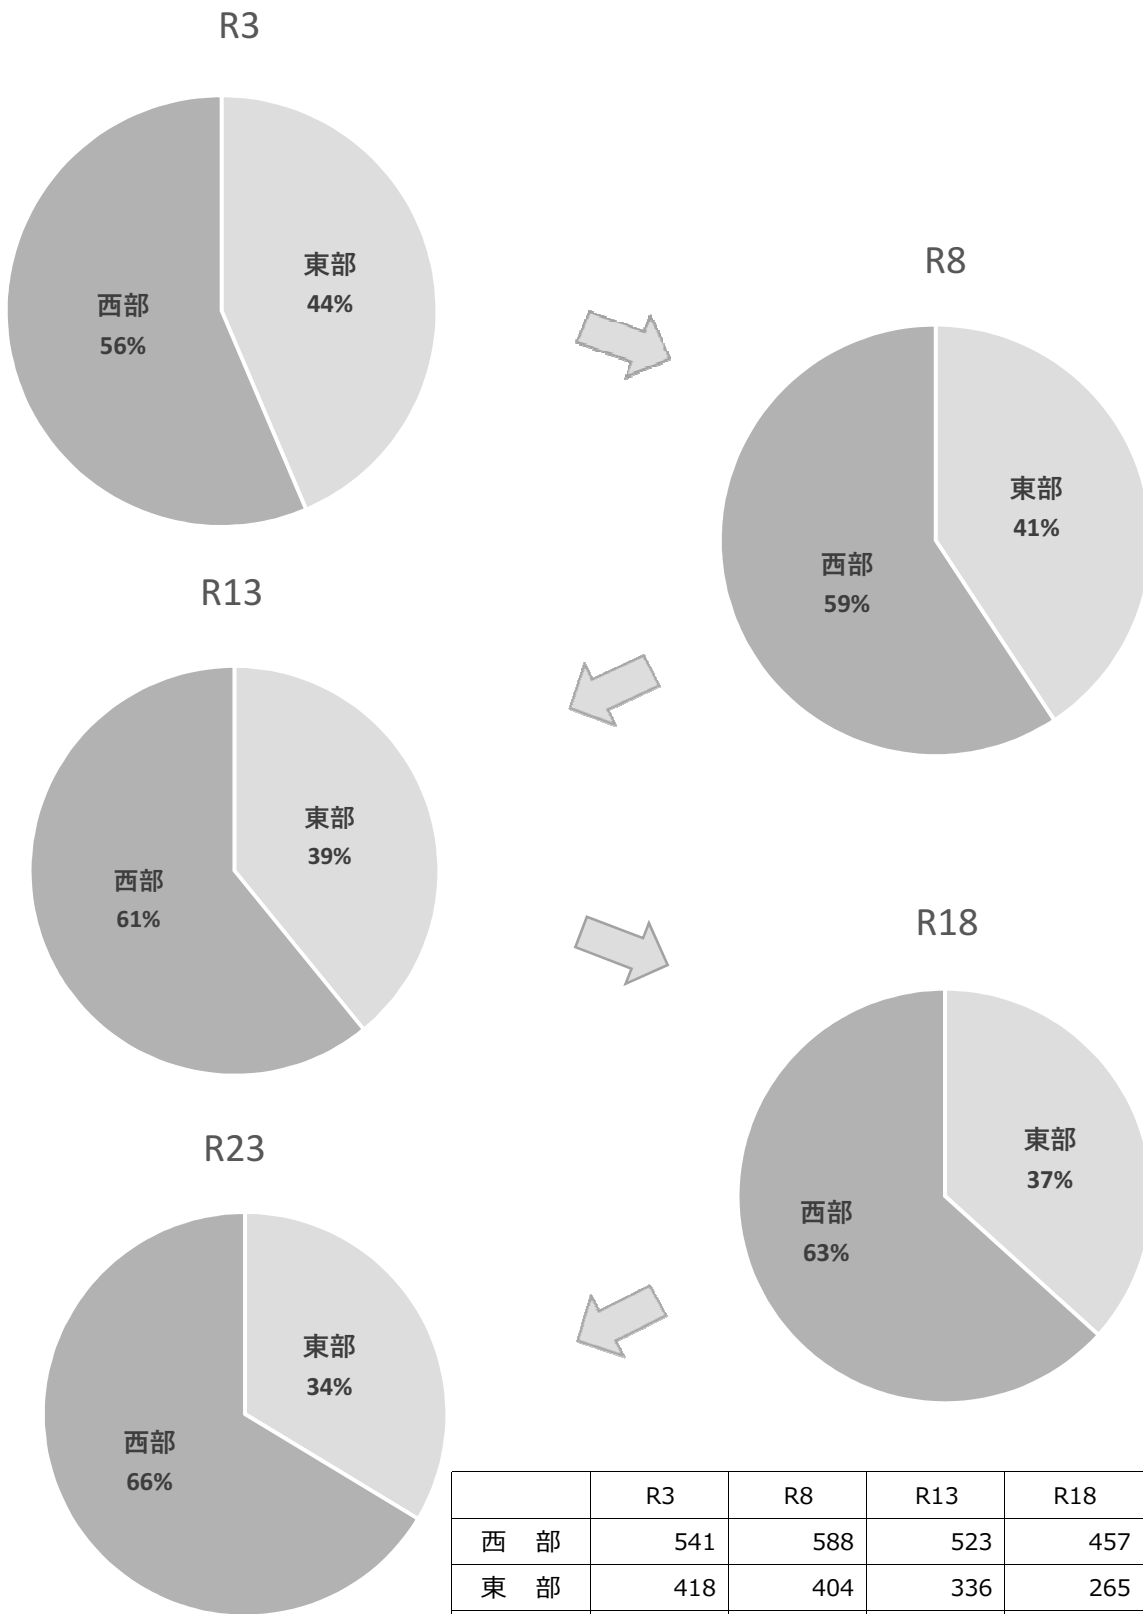 R3
東部
44%
西部
56%
R8
東部
41%
西部
59%
R13
東部
39%
西部
61%
R18
東部
37%
西部
63%
R23
東部
34%
西部
66%
R3 R8 R13 R18
西 部 541 588 523 457
東 部 418 404 336 265